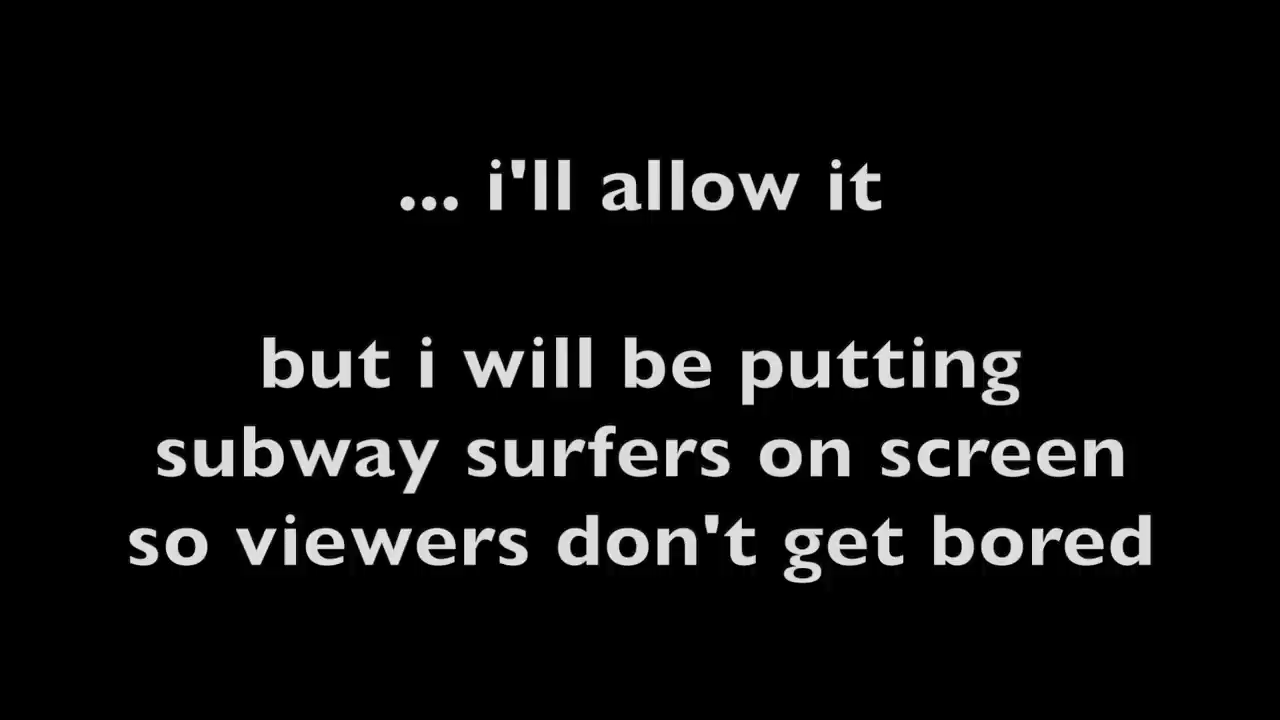 ... i'll allow it
but i will be putting
subway surfers on screen
so viewers don't get bored